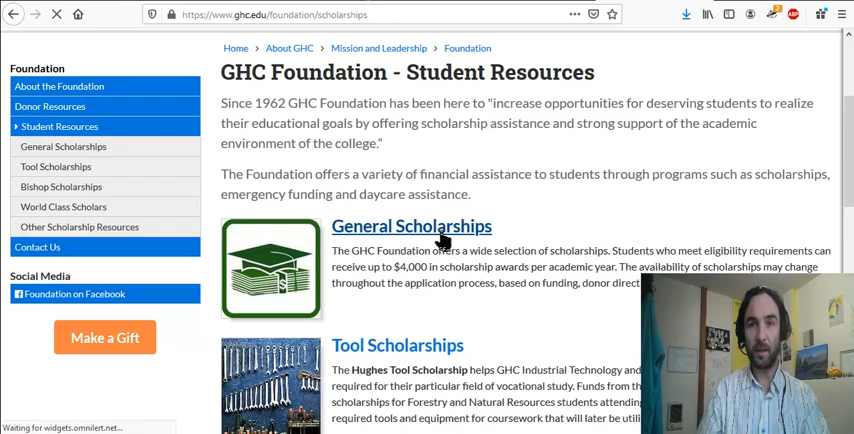 https://www.ghc.edu/foundation/scholarships
2
ABP
Home > About GHC > Mission and Leadership > Foundation
Foundation
About the Foundation
Donor Resources
Student Resources
General Scholarships
Tool Scholarships
Bishop Scholarships
World Class Scholars
Other Scholarship Resources
Contact Us
Social Media
Foundation on Facebook
Make a Gift
GHC Foundation - Student Resources
Since 1962 GHC Foundation has been here to "increase opportunities for deserving students to realize
their educational goals by offering scholarship assistance and strong support of the academic
environment of the college."
The Foundation offers a variety of financial assistance to students through programs such as scholarships,
emergency funding and daycare assistance.
General Scholarships
The GHC Foundation offers a wide selection of scholarships. Students who meet eligibility requirements can
receive up to $4,000 in scholarship awards per academic year. The availability of scholarships may change
throughout the application process, based on funding, donor direct
Tool Scholarships
The Hughes Tool Scholarship helps GHC Industrial Technology and
required for their particular field of vocational study. Funds from th
scholarships for Forestry and Natural Resources students attending
required tools and equipment for coursework that will later be utili
Waiting for widgets.omnilert.net...